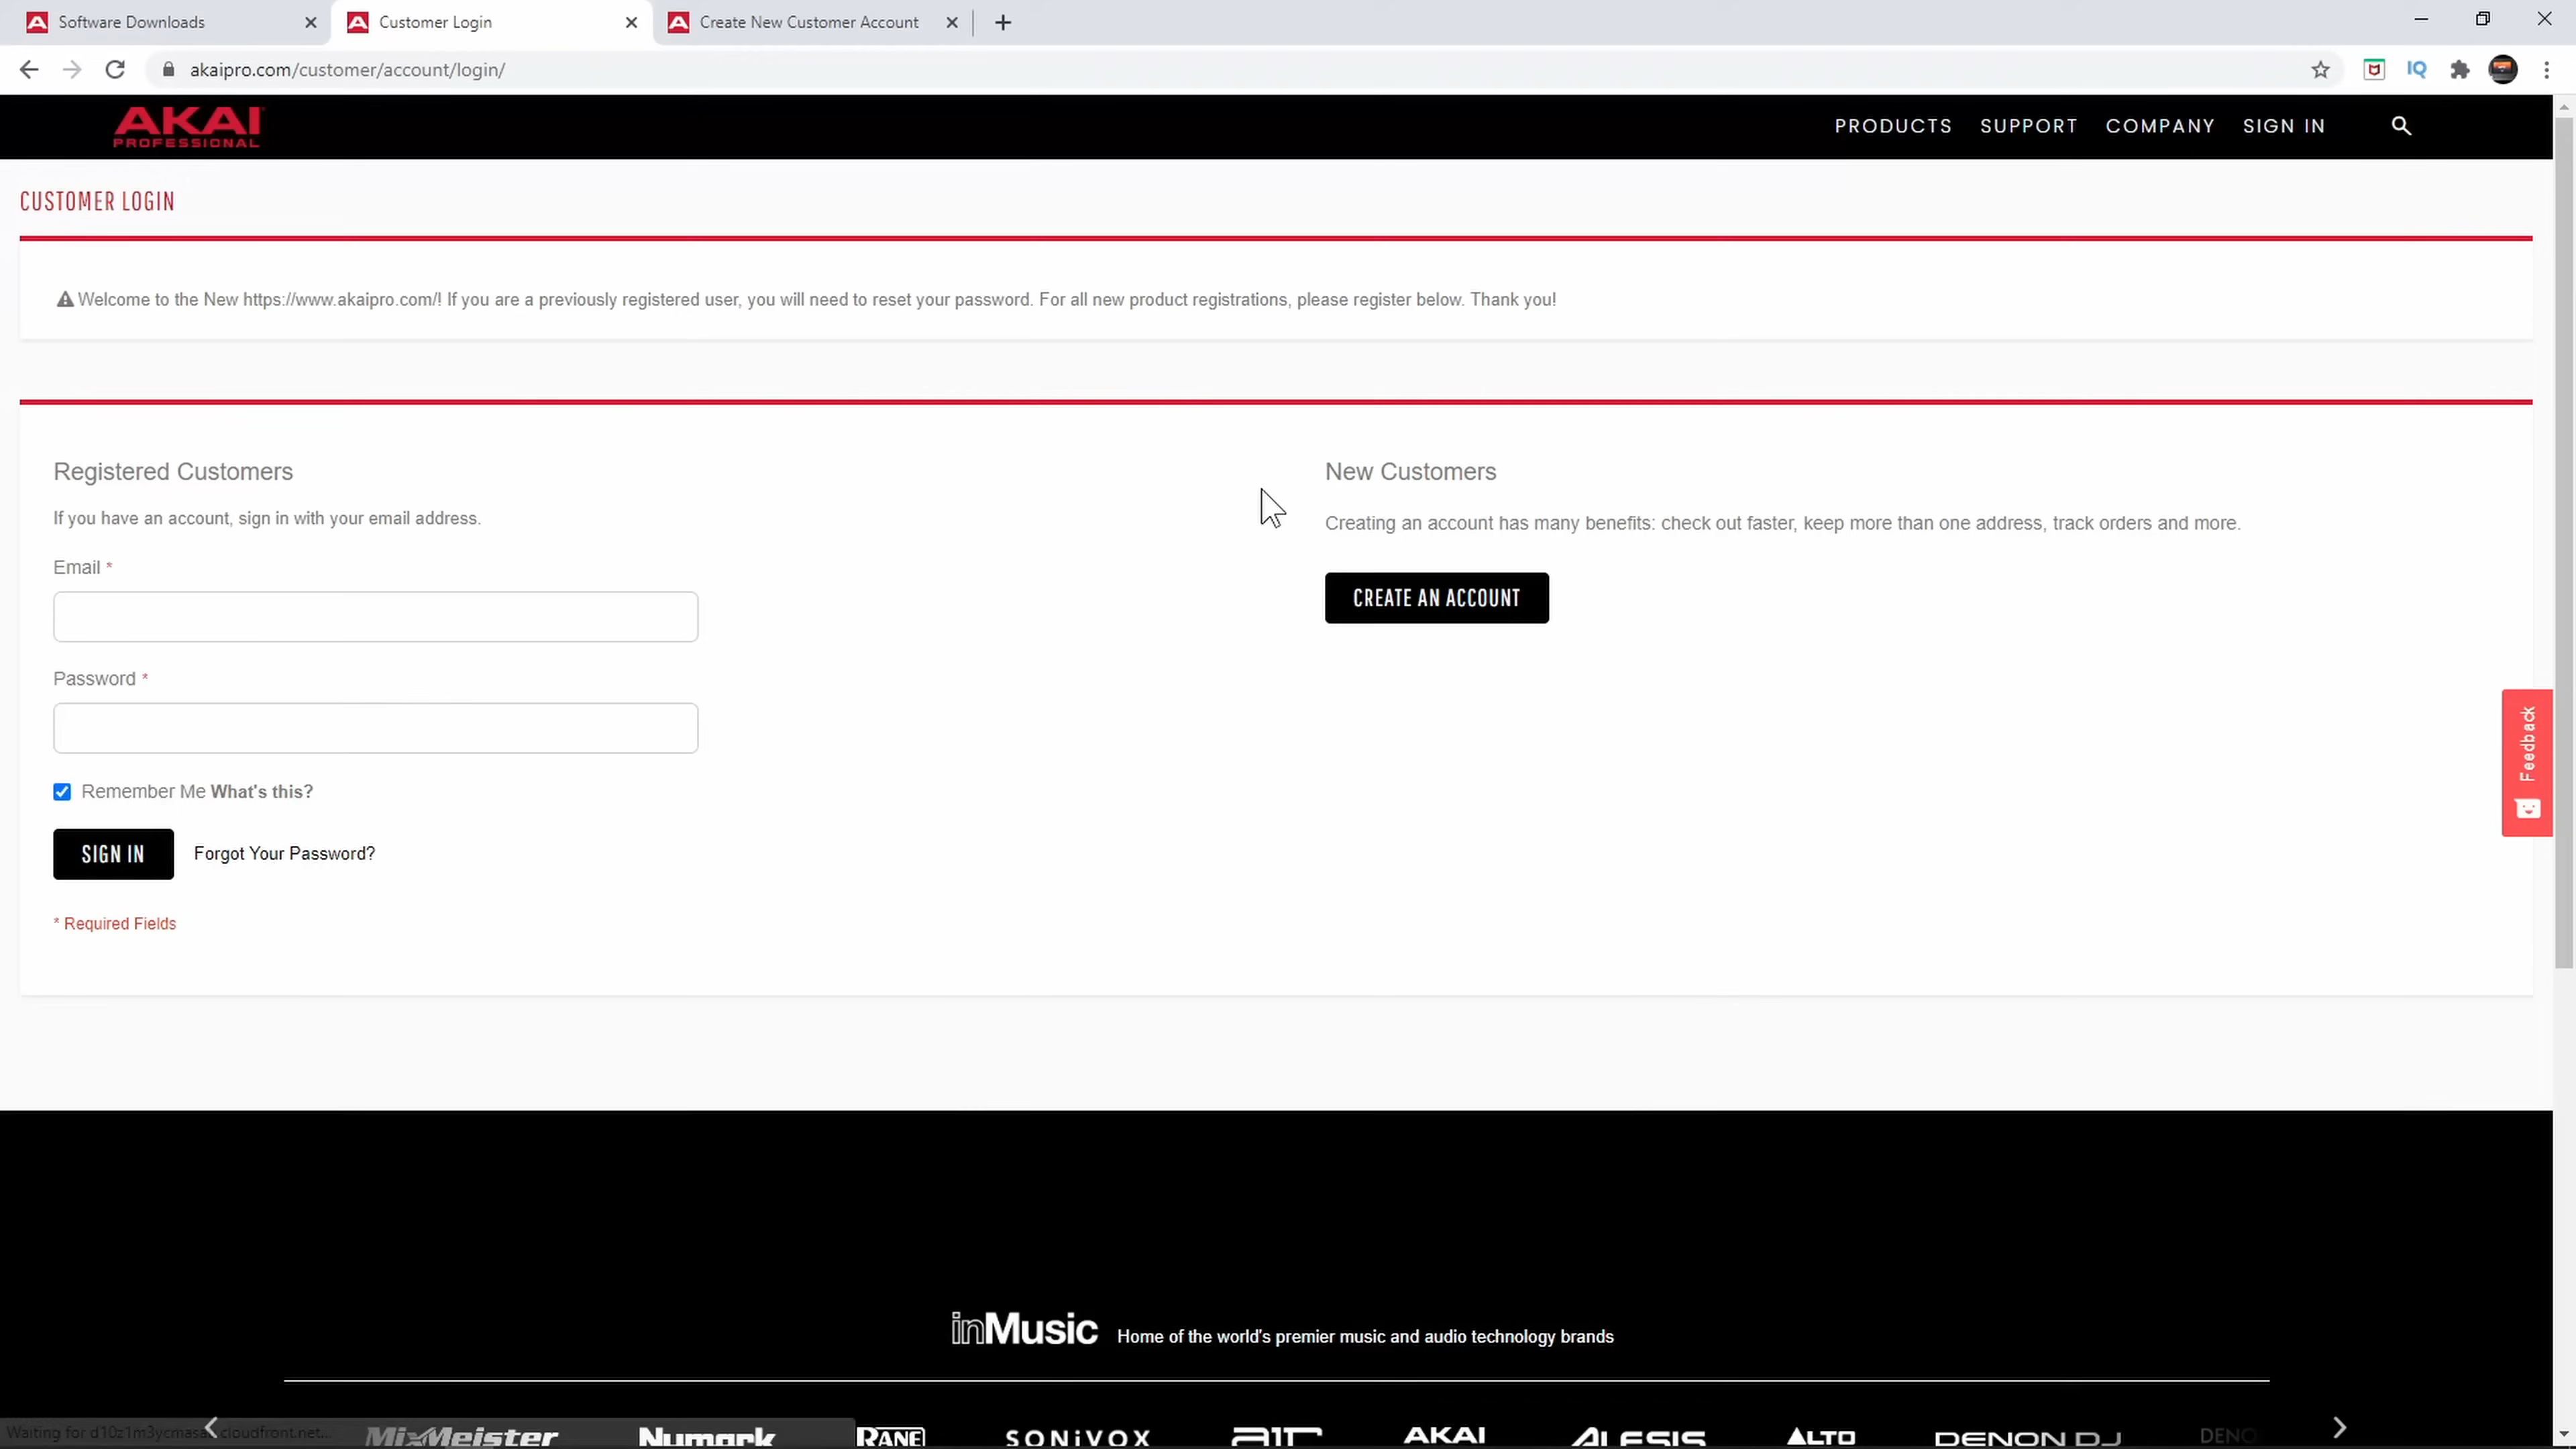 Software Downloads
Customer Login
Create New Customer Account
akaipro.com/customer/account/login/
IQ
AKAI
PROFESSIONAL
PRODUCTS
SUPPORT
COMPANY
SIGN IN
CUSTOMER LOGIN
Welcome to the New https://www.akaipro.com/! If you are a previously registered user, you will need to reset your password. For all new product registrations, please register below. Thank you!
Registered Customers
If you have an account, sign in with your email address.
Email *
Password *
Remember Me What's this?
SIGN IN
Forgot Your Password?
* Required Fields
New Customers
Creating an account has many benefits: check out faster, keep more than one address, track orders and more.
CREATE AN ACCOUNT
Feedback
inMusic Home of the world's premier music and audio technology brands
MixMeister
Numark
RANE
SONiVOX
AIR
AKAI
ALESIS
ALTO
DENON DJ
DENO